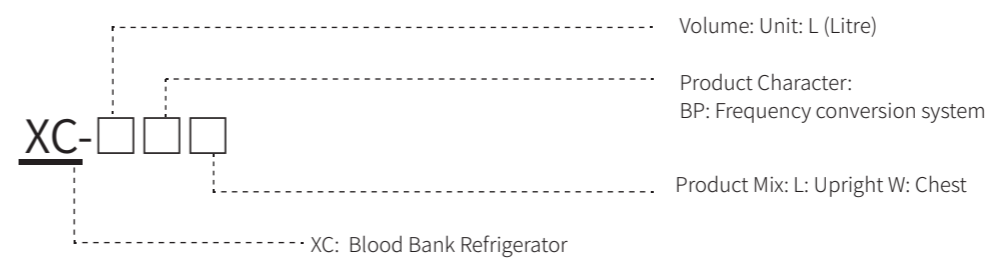 Volume: Unit: L (Litre)
Product Character:
BP: Frequency conversion system
XC-□□□
Product Mix: L: Upright W: Chest
XC: Blood Bank Refrigerator